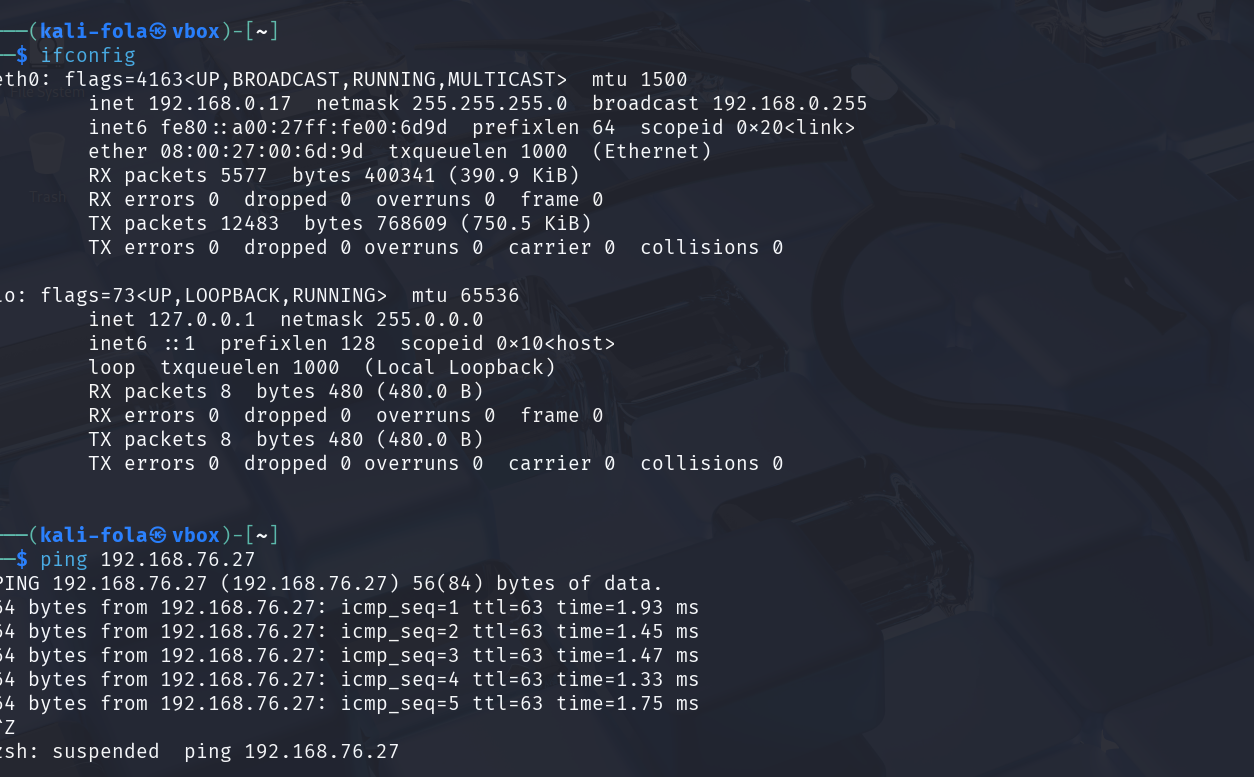 ──(kali-fola㉿vbox)-[~]
─$ ifconfig
eth0: flags=4163<UP,BROADCAST,RUNNING,MULTICAST>  mtu 1500
        inet 192.168.0.17  netmask 255.255.255.0  broadcast 192.168.0.255
        inet6 fe80::a00:27ff:fe00:6d9d  prefixlen 64  scopeid 0x20<link>
        ether 08:00:27:00:6d:9d  txqueuelen 1000  (Ethernet)
        RX packets 5577  bytes 400341 (390.9 KiB)
        RX errors 0  dropped 0  overruns 0  frame 0
        TX packets 12483  bytes 768609 (750.5 KiB)
        TX errors 0  dropped 0 overruns 0  carrier 0  collisions 0

lo: flags=73<UP,LOOPBACK,RUNNING>  mtu 65536
        inet 127.0.0.1  netmask 255.0.0.0
        inet6 ::1  prefixlen 128  scopeid 0x10<host>
        loop  txqueuelen 1000  (Local Loopback)
        RX packets 8  bytes 480 (480.0 B)
        RX errors 0  dropped 0  overruns 0  frame 0
        TX packets 8  bytes 480 (480.0 B)
        TX errors 0  dropped 0 overruns 0  carrier 0  collisions 0

──(kali-fola㉿vbox)-[~]
─$ ping 192.168.76.27
PING 192.168.76.27 (192.168.76.27) 56(84) bytes of data.
64 bytes from 192.168.76.27: icmp_seq=1 ttl=63 time=1.93 ms
64 bytes from 192.168.76.27: icmp_seq=2 ttl=63 time=1.45 ms
64 bytes from 192.168.76.27: icmp_seq=3 ttl=63 time=1.47 ms
64 bytes from 192.168.76.27: icmp_seq=4 ttl=63 time=1.33 ms
64 bytes from 192.168.76.27: icmp_seq=5 ttl=63 time=1.75 ms
^Z
zsh: suspended  ping 192.168.76.27
Trash